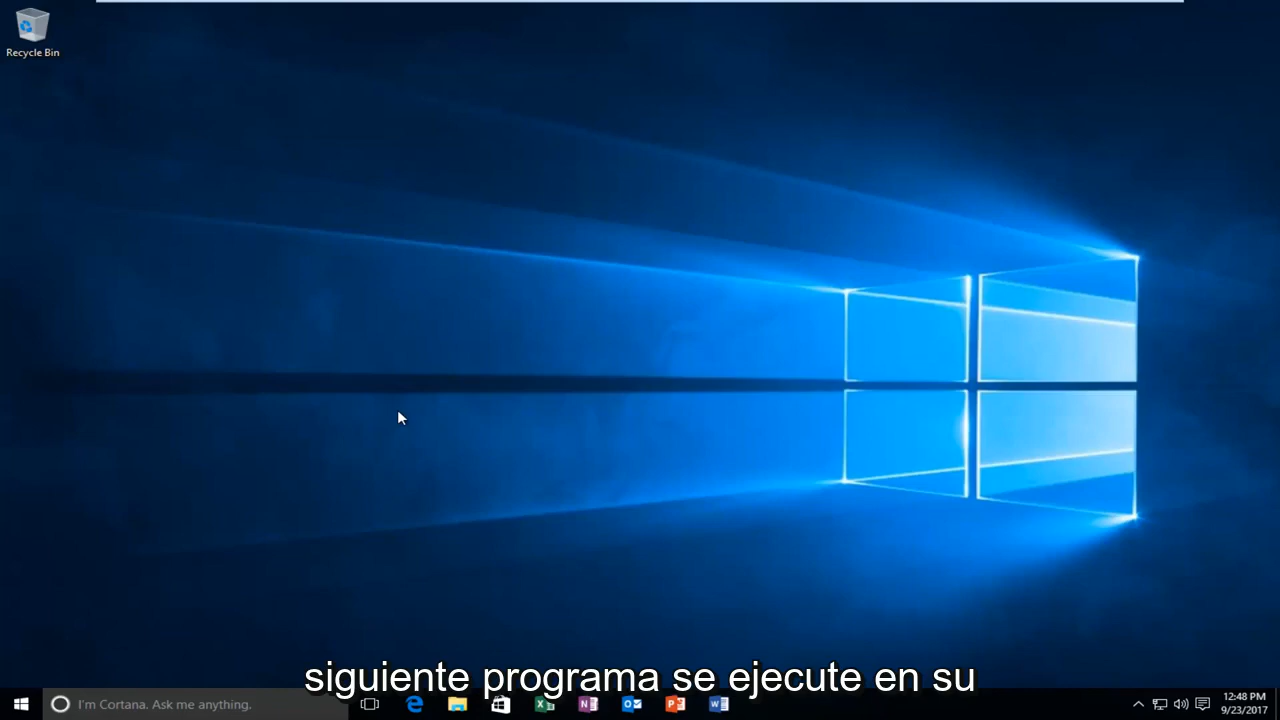 Recycle Bin
siguiente programa se ejecute en su
I'm Cortana. Ask me anything.
12:48 PM
9/23/2017